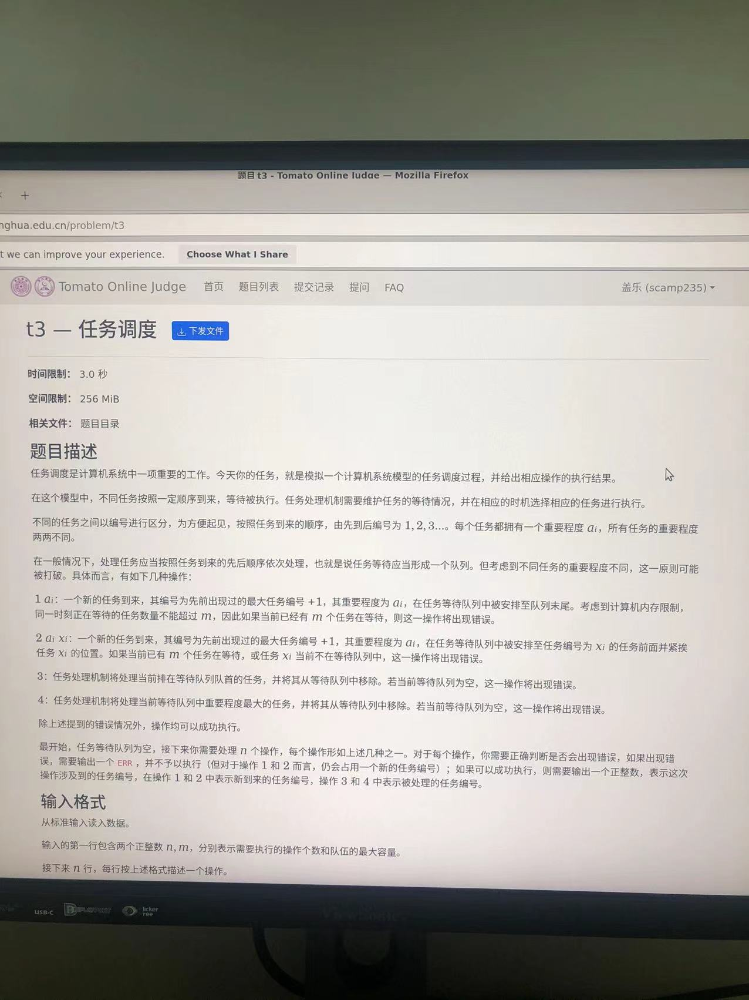 题目 t3 - Tomato Online Judge — Mozilla Firefox
nghua.edu.cn/problem/t3
t we can improve your experience. Choose What I Share
Tomato Online Judge 首页 题目列表 提交记录 提问 FAQ 盖乐 (scamp235)
t3 — 任务调度 下发文件
时间限制： 3.0 秒
空间限制： 256 MiB
相关文件： 题目目录
题目描述
任务调度是计算机系统中一项重要的工作。今天你的任务，就是模拟一个计算机系统模型的任务调度过程，并给出相应操作的执行结果。
在这个模型中，不同任务按照一定顺序到来，等待被执行。任务处理机制需要维护任务的等待情况，并在相应的时机选择相应的任务进行执行。
不同的任务之间以编号进行区分，为方便起见，按照任务到来的顺序，由先到后编号为 1, 2, 3...。每个任务都拥有一个重要程度 aᵢ，所有任务的重要程度
两两不同。
在一般情况下，处理任务应当按照任务到来的先后顺序依次处理，也就是说任务等待应当形成一个队列。但考虑到不同任务的重要程度不同，这一原则可能
被打破。具体而言，有如下几种操作：
1 aᵢ：一个新的任务到来，其编号为先前出现过的最大任务编号 +1，其重要程度为 aᵢ，在任务等待队列中被安排至队列末尾。考虑到计算机内存限制，
同一时刻正在等待的任务数量不能超过 m，因此如果当前已经有 m 个任务在等待，则这一操作将出现错误。
2 aᵢ xᵢ：一个新的任务到来，其编号为先前出现过的最大任务编号 +1，其重要程度为 aᵢ，在任务等待队列中被安排至任务编号为 xᵢ 的任务前面并紧挨
任务 xᵢ 的位置。如果当前已有 m 个任务在等待，或任务 xᵢ 当前不在等待队列中，这一操作将出现错误。
3：任务处理机制将处理当前排在等待队列队首的任务，并将其从等待队列中移除。若当前等待队列为空，这一操作将出现错误。
4：任务处理机制将处理当前等待队列中重要程度最大的任务，并将其从等待队列中移除。若当前等待队列为空，这一操作将出现错误。
除上述提到的错误情况外，操作均可以成功执行。
最开始，任务等待队列为空，接下来你需要处理 n 个操作，每个操作形如上述几种之一。对于每个操作，你需要正确判断是否会出现错误，如果出现错
误，需要输出一个 ERR ，并不予以执行（但对于操作 1 和 2 而言，仍会占用一个新的任务编号）；如果可以成功执行，则需要输出一个正整数，表示这次
操作涉及到的任务编号，在操作 1 和 2 中表示新到来的任务编号，操作 3 和 4 中表示被处理的任务编号。
输入格式
从标准输入读入数据。
输入的第一行包含两个正整数 n, m，分别表示需要执行的操作个数和队伍的最大容量。
接下来 n 行，每行按上述格式描述一个操作。
USB-C DISPLAYPORT licker
ree